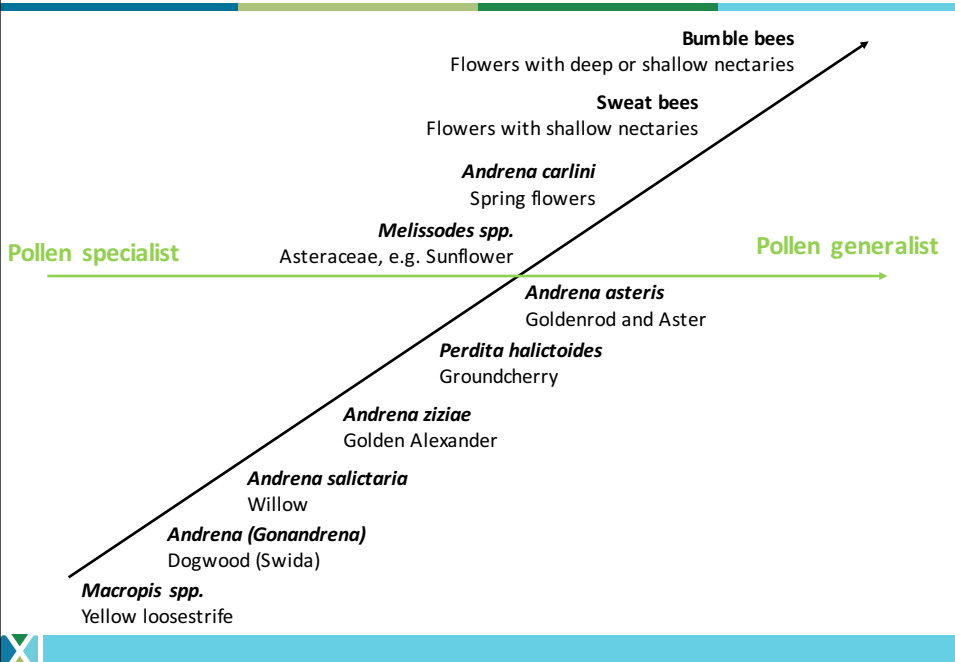 Bumble bees
Flowers with deep or shallow nectaries
Sweat bees
Flowers with shallow nectaries
Andrena carlini
Spring flowers
Melissodes spp.
Asteraceae, e.g. Sunflower
Pollen specialist
Pollen generalist
Andrena asteris
Goldenrod and Aster
Perdita halictoides
Groundcherry
Andrena ziziae
Golden Alexander
Andrena salictaria
Willow
Andrena (Gonandrena)
Dogwood (Swida)
Macropis spp.
Yellow loosestrife